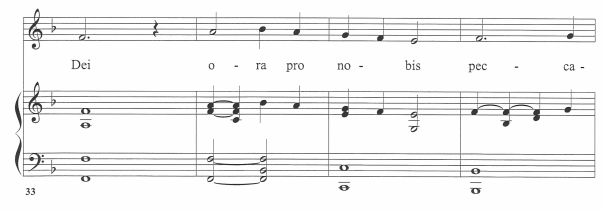 Dei o - ra pro no - bis pec - ca -
33